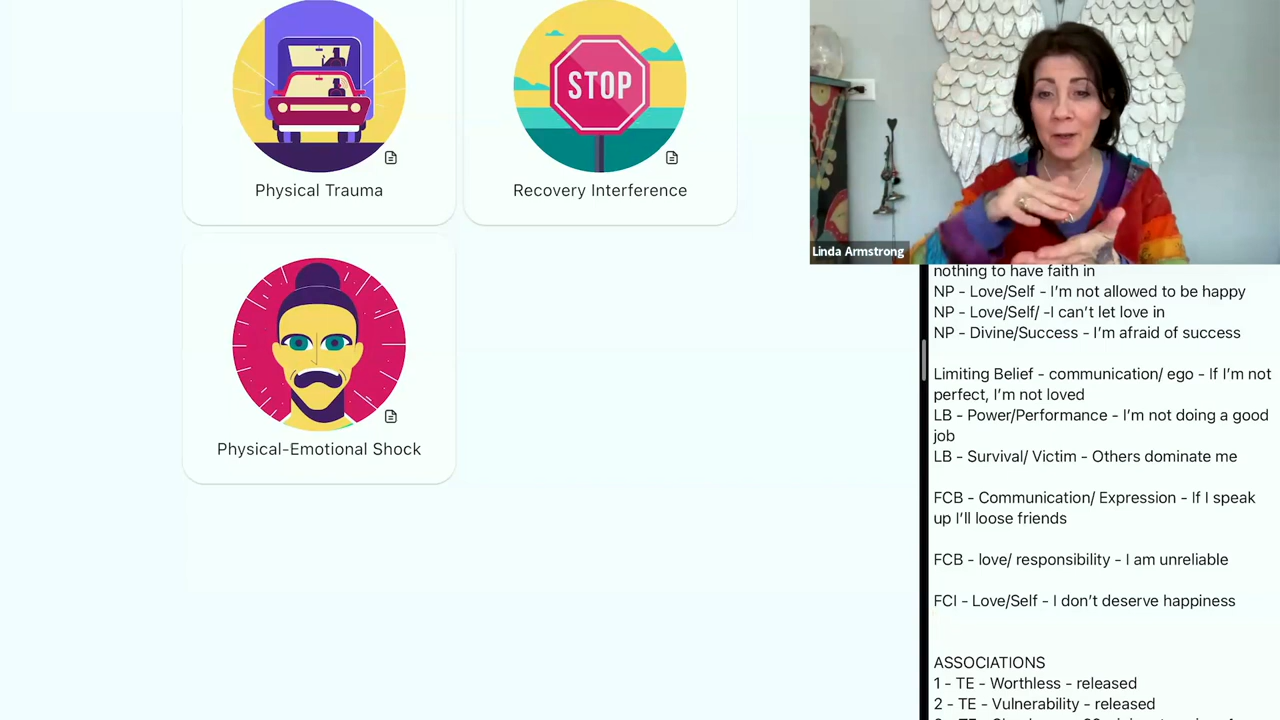 STOP
Physical Trauma
Recovery Interference
Physical-Emotional Shock
Linda Armstrong
nothing to have faith in
NP - Love/Self - I'm not allowed to be happy
NP - Love/Self/ -I can't let love in
NP - Divine/Success - I'm afraid of success
Limiting Belief - communication/ ego - If I'm not
perfect, I'm not loved
LB - Power/Performance - I'm not doing a good
job
LB - Survival/ Victim - Others dominate me
FCB - Communication/ Expression - If I speak
up I'll loose friends
FCB - love/ responsibility - I am unreliable
FCI - Love/Self - I don't deserve happiness
ASSOCIATIONS
1 - TE - Worthless - released
2 - TE - Vulnerability - released